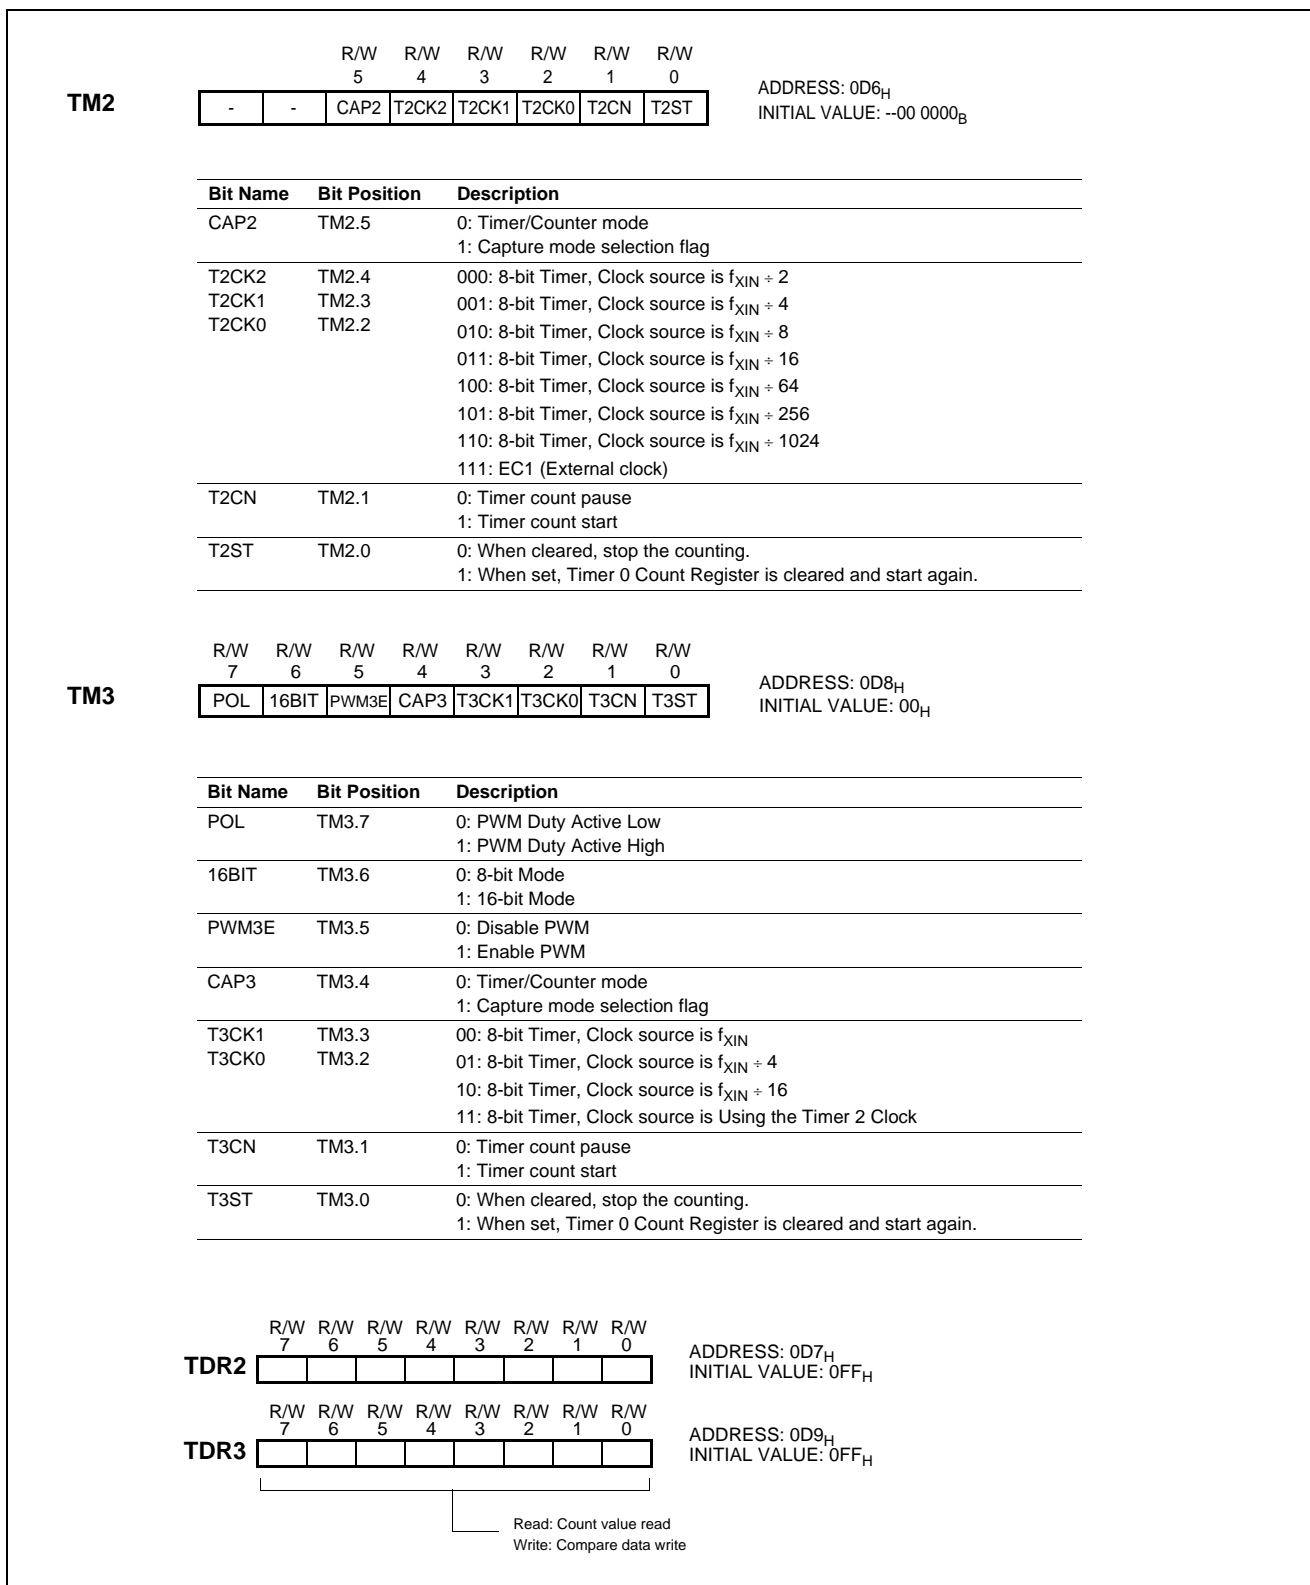 R/W R/W R/W R/W R/W R/W
5 4 3 2 1 0
TM2 - - CAP2 T2CK2 T2CK1 T2CK0 T2CN T2ST
ADDRESS: 0D6H
INITIAL VALUE: --00 0000B
Bit Name Bit Position Description
CAP2 TM2.5 0: Timer/Counter mode
1: Capture mode selection flag
T2CK2 TM2.4 000: 8-bit Timer, Clock source is fXIN ÷ 2
T2CK1 TM2.3 001: 8-bit Timer, Clock source is fXIN ÷ 4
T2CK0 TM2.2 010: 8-bit Timer, Clock source is fXIN ÷ 8
011: 8-bit Timer, Clock source is fXIN ÷ 16
100: 8-bit Timer, Clock source is fXIN ÷ 64
101: 8-bit Timer, Clock source is fXIN ÷ 256
110: 8-bit Timer, Clock source is fXIN ÷ 1024
111: EC1 (External clock)
T2CN TM2.1 0: Timer count pause
1: Timer count start
T2ST TM2.0 0: When cleared, stop the counting.
1: When set, Timer 0 Count Register is cleared and start again.
R/W R/W R/W R/W R/W R/W R/W R/W
7 6 5 4 3 2 1 0
TM3 POL 16BIT PWM3E CAP3 T3CK1 T3CK0 T3CN T3ST
ADDRESS: 0D8H
INITIAL VALUE: 00H
Bit Name Bit Position Description
POL TM3.7 0: PWM Duty Active Low
1: PWM Duty Active High
16BIT TM3.6 0: 8-bit Mode
1: 16-bit Mode
PWM3E TM3.5 0: Disable PWM
1: Enable PWM
CAP3 TM3.4 0: Timer/Counter mode
1: Capture mode selection flag
T3CK1 TM3.3 00: 8-bit Timer, Clock source is fXIN
T3CK0 TM3.2 01: 8-bit Timer, Clock source is fXIN ÷ 4
10: 8-bit Timer, Clock source is fXIN ÷ 16
11: 8-bit Timer, Clock source is Using the Timer 2 Clock
T3CN TM3.1 0: Timer count pause
1: Timer count start
T3ST TM3.0 0: When cleared, stop the counting.
1: When set, Timer 0 Count Register is cleared and start again.
R/W R/W R/W R/W R/W R/W R/W R/W
7 6 5 4 3 2 1 0
TDR2
ADDRESS: 0D7H
INITIAL VALUE: 0FFH
R/W R/W R/W R/W R/W R/W R/W R/W
7 6 5 4 3 2 1 0
TDR3
ADDRESS: 0D9H
INITIAL VALUE: 0FFH
Read: Count value read
Write: Compare data write